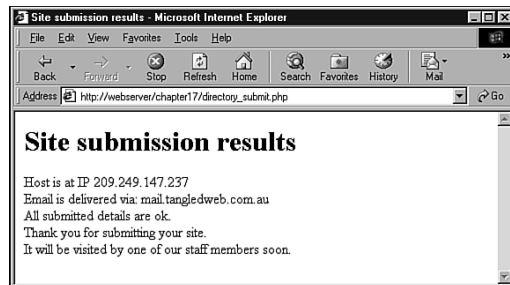 Site submission results - Microsoft Internet Explorer
File Edit View Favorites Tools Help
Back Forward Stop Refresh Home Search Favorites History Mail
Address http://webserver/chapter17/directory_submit.php Go
Site submission results
Host is at IP 209.249.147.237
Email is delivered via: mail.tangledweb.com.au
All submitted details are ok.
Thank you for submitting your site.
It will be visited by one of our staff members soon.